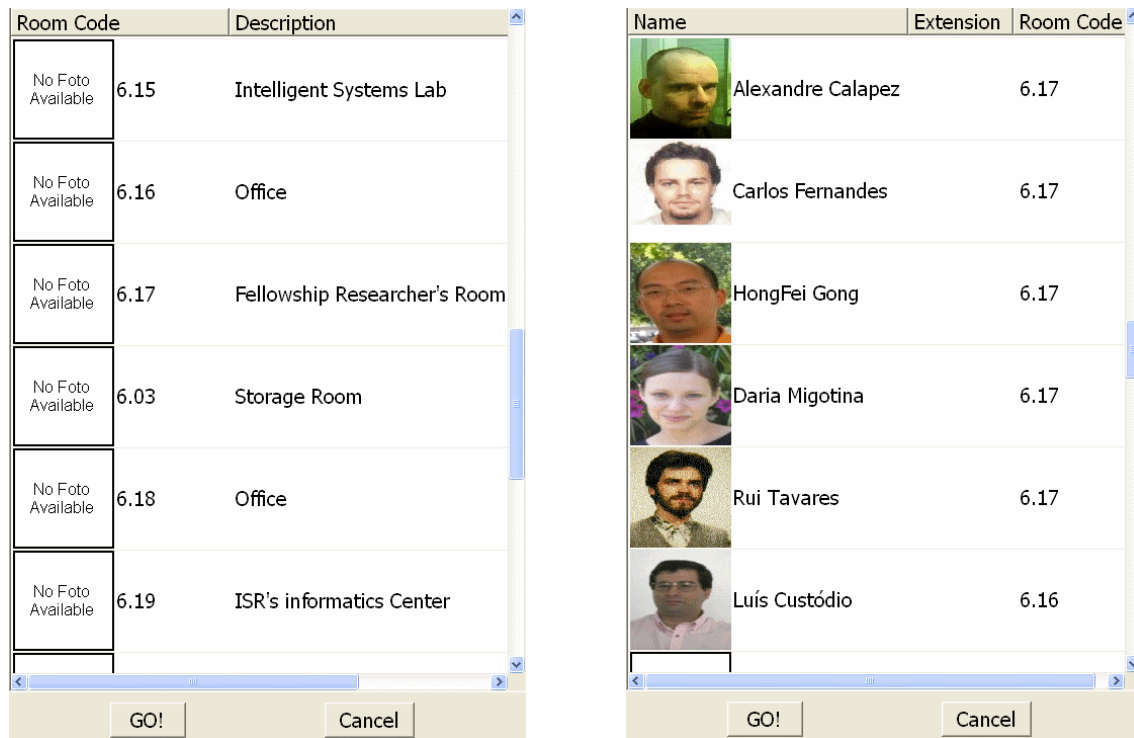 Room Code Description
No Foto
Available
6.15 Intelligent Systems Lab
No Foto
Available
6.16 Office
No Foto
Available
6.17 Fellowship Researcher's Room
No Foto
Available
6.03 Storage Room
No Foto
Available
6.18 Office
No Foto
Available
6.19 ISR's informatics Center
GO! Cancel
Name Extension Room Code
Alexandre Calapez 6.17
Carlos Fernandes 6.17
HongFei Gong 6.17
Daria Migotina 6.17
Rui Tavares 6.17
Luís Custódio 6.16
GO! Cancel